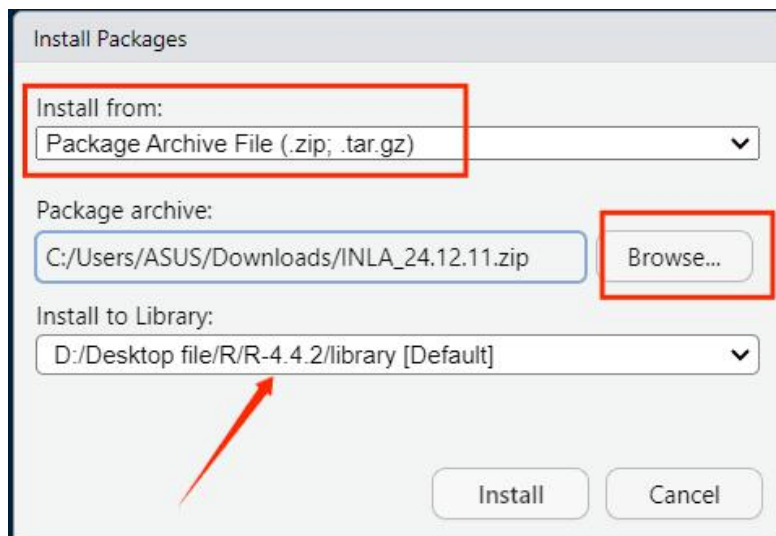 Install Packages
Install from:
Package Archive File (.zip; .tar.gz)
Package archive:
C:/Users/ASUS/Downloads/INLA_24.12.11.zip
Browse...
Install to Library:
D:/Desktop file/R/R-4.4.2/library [Default]
Install
Cancel